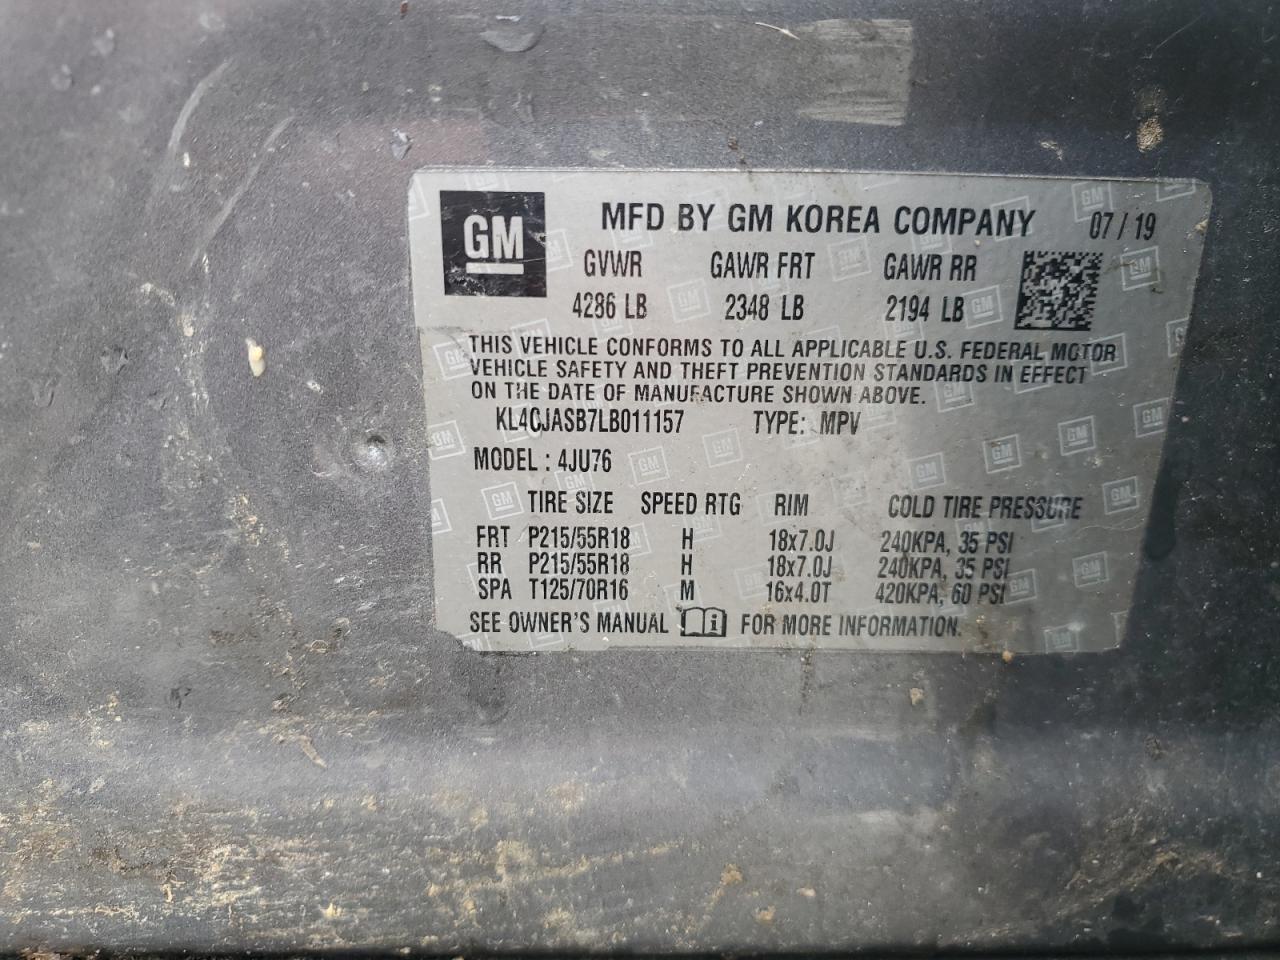 GM
MFD BY GM KOREA COMPANY 07 / 19
GVWR GAWR FRT GAWR RR
4286 LB 2348 LB 2194 LB
THIS VEHICLE CONFORMS TO ALL APPLICABLE U.S. FEDERAL MOTOR
VEHICLE SAFETY AND THEFT PREVENTION STANDARDS IN EFFECT
ON THE DATE OF MANUFACTURE SHOWN ABOVE.
KL4CJASB7LB011157 TYPE: MPV
MODEL : 4JU76
TIRE SIZE SPEED RTG RIM COLD TIRE PRESSURE
FRT P215/55R18 H 18x7.0J 240KPA, 35 PSI
RR P215/55R18 H 18x7.0J 240KPA, 35 PSI
SPA T125/70R16 M 16x4.0T 420KPA, 60 PSI
SEE OWNER'S MANUAL i FOR MORE INFORMATION.